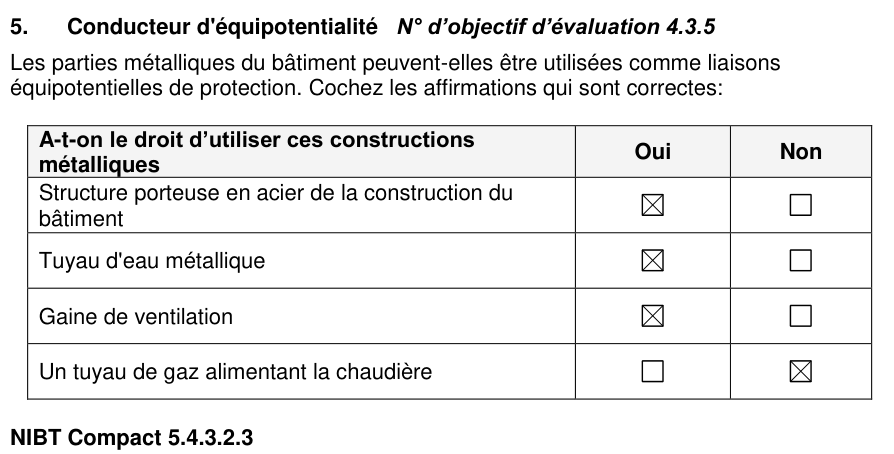 5. Conducteur d'équipotentialité N° d’objectif d’évaluation 4.3.5
Les parties métalliques du bâtiment peuvent-elles être utilisées comme liaisons
équipotentielles de protection. Cochez les affirmations qui sont correctes:
A-t-on le droit d’utiliser ces constructions
métalliques
Oui
Non
Structure porteuse en acier de la construction du
bâtiment
☒
☐
Tuyau d'eau métallique
☒
☐
Gaine de ventilation
☒
☐
Un tuyau de gaz alimentant la chaudière
☐
☒
NIBT Compact 5.4.3.2.3